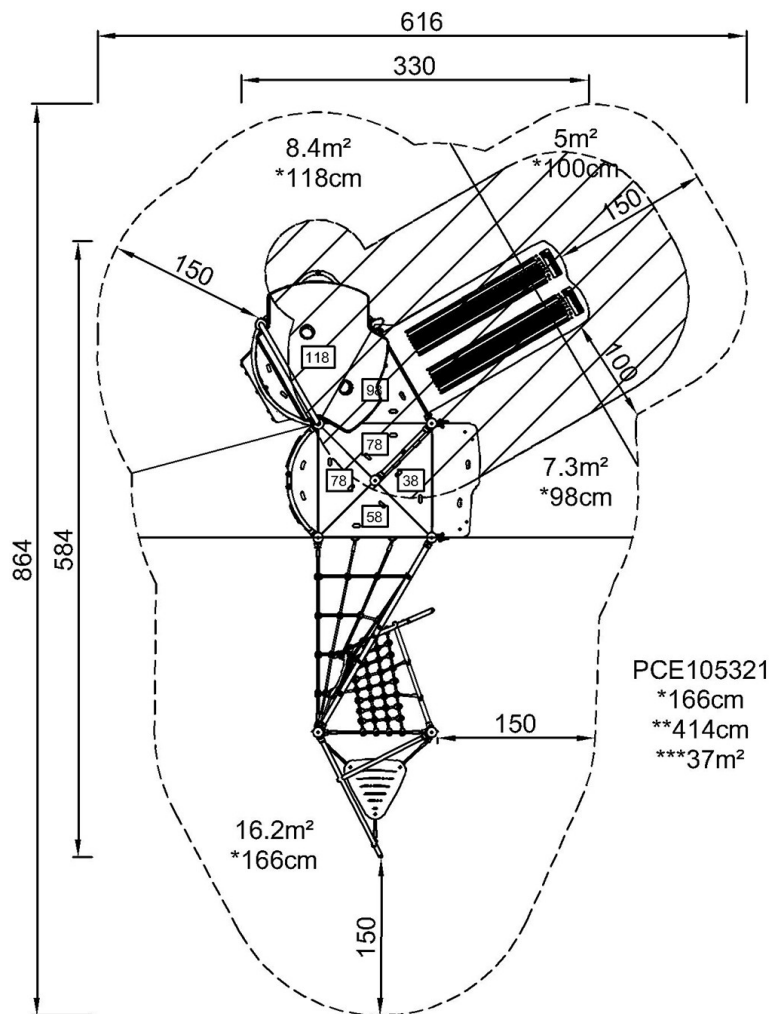 616
330
8.4m²
*118cm
5m²
*100cm
150
150
118
98
100
78
78
38
58
7.3m²
*98cm
864
584
PCE105321
*166cm
**414cm
***37m²
150
16.2m²
*166cm
150